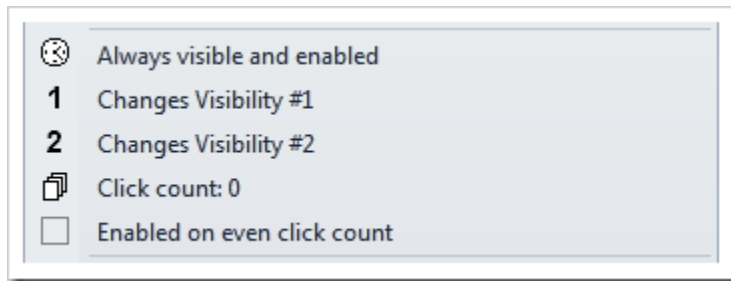 Always visible and enabled
1 Changes Visibility #1
2 Changes Visibility #2
Click count: 0
Enabled on even click count